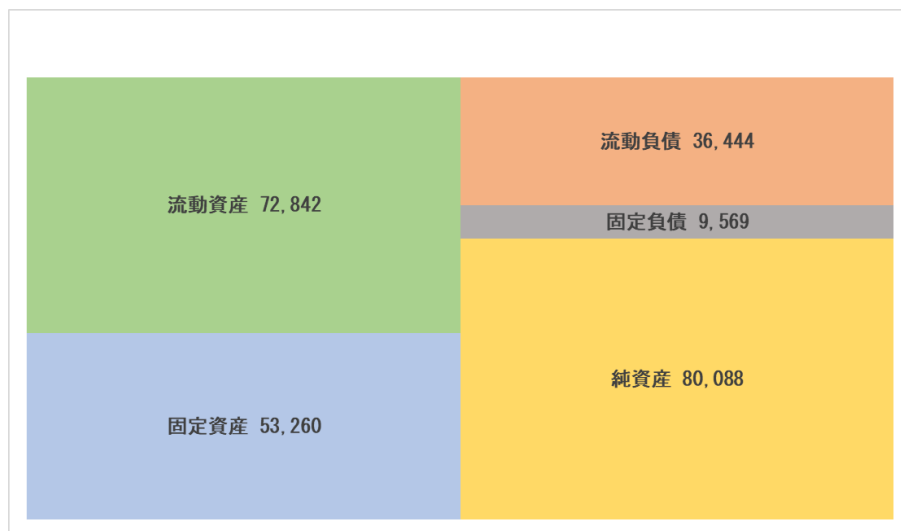 流動資産 72,842
固定資産 53,260
流動負債 36,444
固定負債 9,569
純資産 80,088